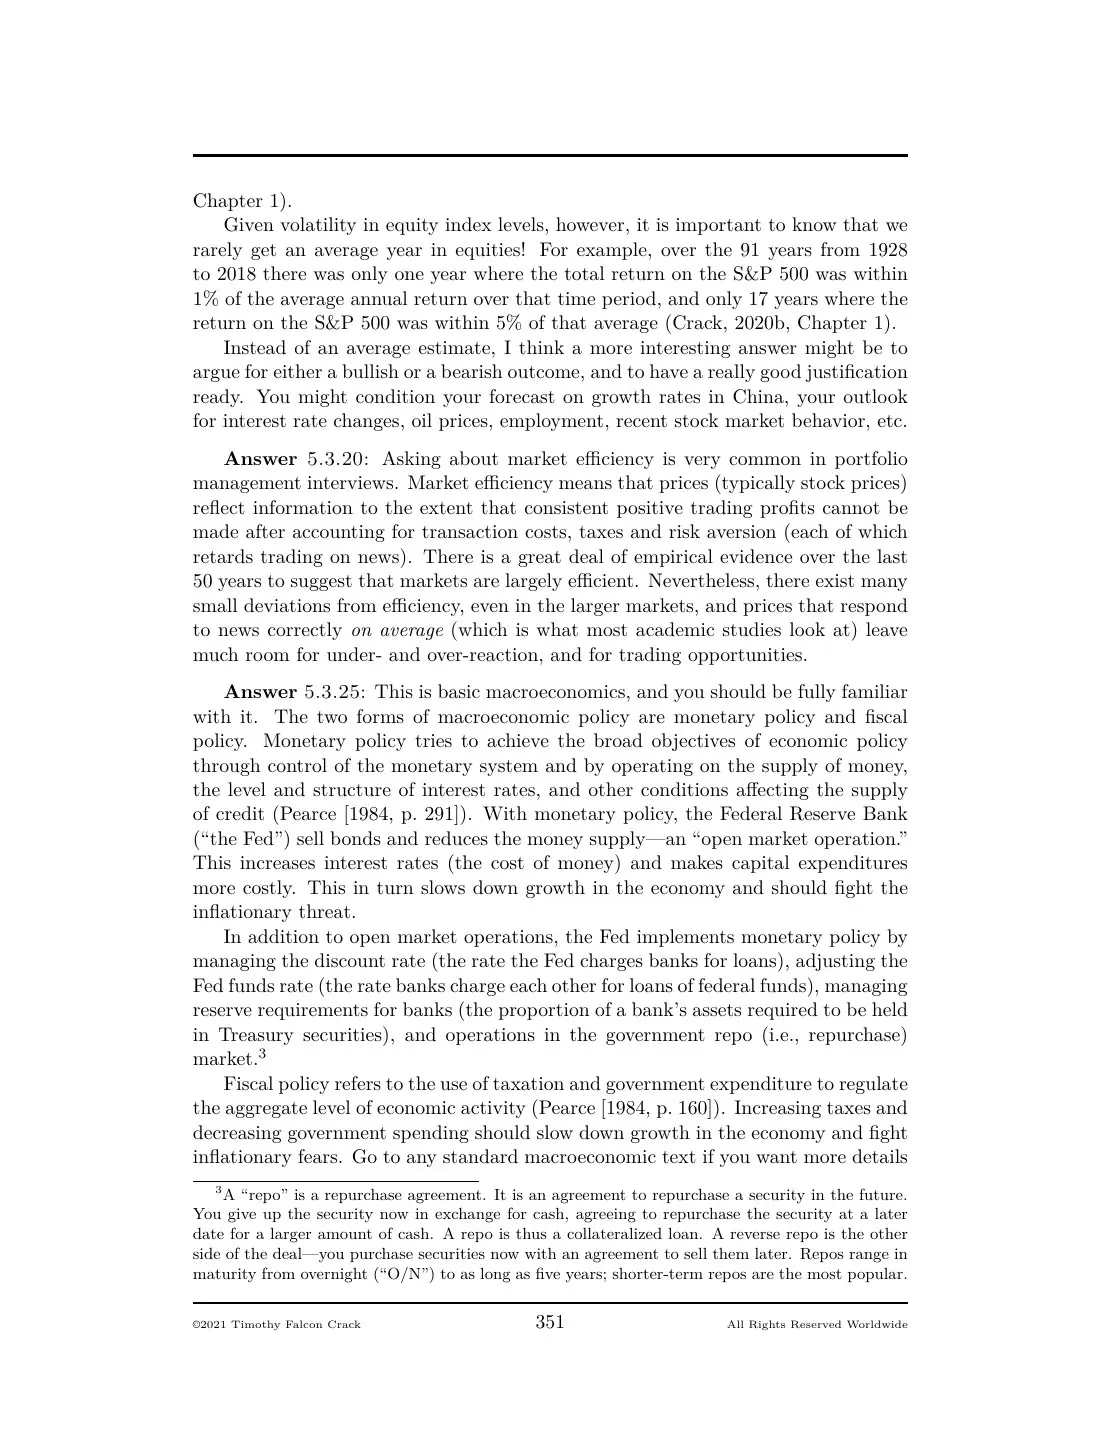 Chapter 1).
Given volatility in equity index levels, however, it is important to know that we
rarely get an average year in equities! For example, over the 91 years from 1928
to 2018 there was only one year where the total return on the S&P 500 was within
1% of the average annual return over that time period, and only 17 years where the
return on the S&P 500 was within 5% of that average (Crack, 2020b, Chapter 1).
Instead of an average estimate, I think a more interesting answer might be to
argue for either a bullish or a bearish outcome, and to have a really good justification
ready. You might condition your forecast on growth rates in China, your outlook
for interest rate changes, oil prices, employment, recent stock market behavior, etc.
Answer 5.3.20: Asking about market efficiency is very common in portfolio
management interviews. Market efficiency means that prices (typically stock prices)
reflect information to the extent that consistent positive trading profits cannot be
made after accounting for transaction costs, taxes and risk aversion (each of which
retards trading on news). There is a great deal of empirical evidence over the last
50 years to suggest that markets are largely efficient. Nevertheless, there exist many
small deviations from efficiency, even in the larger markets, and prices that respond
to news correctly on average (which is what most academic studies look at) leave
much room for under- and over-reaction, and for trading opportunities.
Answer 5.3.25: This is basic macroeconomics, and you should be fully familiar
with it. The two forms of macroeconomic policy are monetary policy and fiscal
policy. Monetary policy tries to achieve the broad objectives of economic policy
through control of the monetary system and by operating on the supply of money,
the level and structure of interest rates, and other conditions affecting the supply
of credit (Pearce [1984, p. 291]). With monetary policy, the Federal Reserve Bank
(“the Fed”) sell bonds and reduces the money supply—an “open market operation.”
This increases interest rates (the cost of money) and makes capital expenditures
more costly. This in turn slows down growth in the economy and should fight the
inflationary threat.
In addition to open market operations, the Fed implements monetary policy by
managing the discount rate (the rate the Fed charges banks for loans), adjusting the
Fed funds rate (the rate banks charge each other for loans of federal funds), managing
reserve requirements for banks (the proportion of a bank’s assets required to be held
in Treasury securities), and operations in the government repo (i.e., repurchase)
market.3
Fiscal policy refers to the use of taxation and government expenditure to regulate
the aggregate level of economic activity (Pearce [1984, p. 160]). Increasing taxes and
decreasing government spending should slow down growth in the economy and fight
inflationary fears. Go to any standard macroeconomic text if you want more details
3A “repo” is a repurchase agreement. It is an agreement to repurchase a security in the future.
You give up the security now in exchange for cash, agreeing to repurchase the security at a later
date for a larger amount of cash. A repo is thus a collateralized loan. A reverse repo is the other
side of the deal—you purchase securities now with an agreement to sell them later. Repos range in
maturity from overnight (“O/N”) to as long as five years; shorter-term repos are the most popular.
©2021 Timothy Falcon Crack 351 All Rights Reserved Worldwide